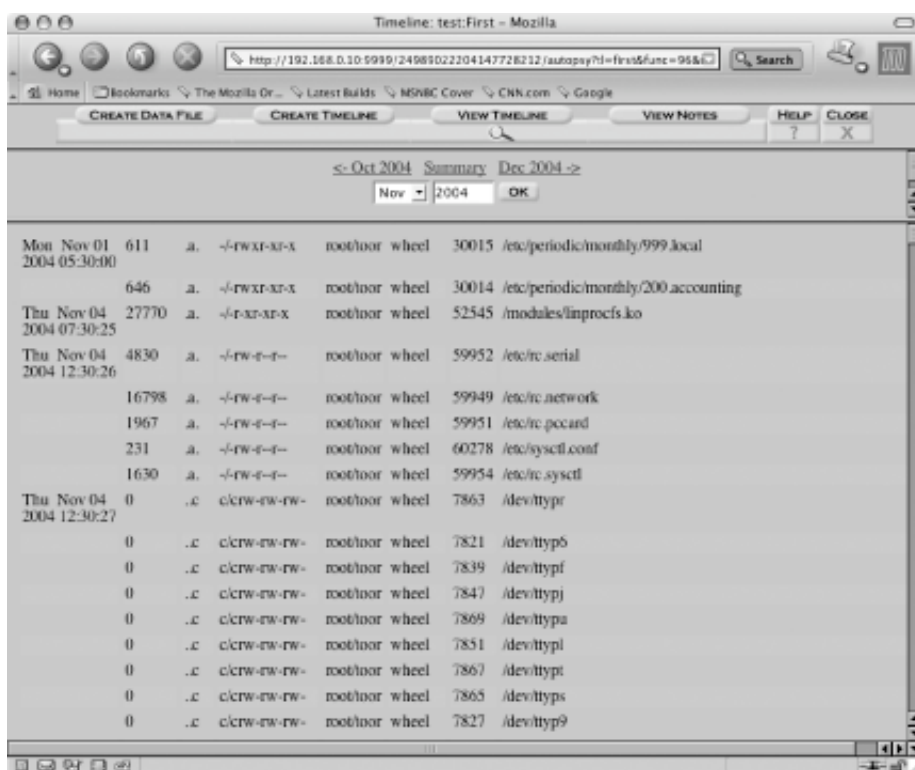 Timeline: test:First – Mozilla
http://192.168.0.10:9999/24989022204147728212/autopsy?d=first&func=96& Search
Home Bookmarks The Mozilla Or... Latest Builds MSNBC Cover CNN.com Google
CREATE DATA FILE CREATE TIMELINE VIEW TIMELINE VIEW NOTES HELP CLOSE
? X
<- Oct 2004 Summary Dec 2004 ->
Nov 2004 OK
Mon Nov 01 2004 05:30:00 611 .a. -/-rwxr-xr-x root/toor wheel 30015 /etc/periodic/monthly/999.local
646 .a. -/-rwxr-xr-x root/toor wheel 30014 /etc/periodic/monthly/200.accounting
Thu Nov 04 2004 07:30:25 27770 .a. -/-r-xr-xr-x root/toor wheel 52545 /modules/linprocfs.ko
Thu Nov 04 2004 12:30:26 4830 .a. -/-rw-r--r-- root/toor wheel 59952 /etc/rc.serial
16798 .a. -/-rw-r--r-- root/toor wheel 59949 /etc/rc.network
1967 .a. -/-rw-r--r-- root/toor wheel 59951 /etc/rc.pccard
231 .a. -/-rw-r--r-- root/toor wheel 60278 /etc/sysctl.conf
1630 .a. -/-rw-r--r-- root/toor wheel 59954 /etc/rc.sysctl
Thu Nov 04 2004 12:30:27 0 ..c c/crw-rw-rw- root/toor wheel 7863 /dev/ttypr
0 ..c c/crw-rw-rw- root/toor wheel 7821 /dev/ttyp6
0 ..c c/crw-rw-rw- root/toor wheel 7839 /dev/ttypf
0 ..c c/crw-rw-rw- root/toor wheel 7847 /dev/ttypj
0 ..c c/crw-rw-rw- root/toor wheel 7869 /dev/ttypu
0 ..c c/crw-rw-rw- root/toor wheel 7851 /dev/ttypl
0 ..c c/crw-rw-rw- root/toor wheel 7867 /dev/ttypt
0 ..c c/crw-rw-rw- root/toor wheel 7865 /dev/ttyps
0 ..c c/crw-rw-rw- root/toor wheel 7827 /dev/ttyp9